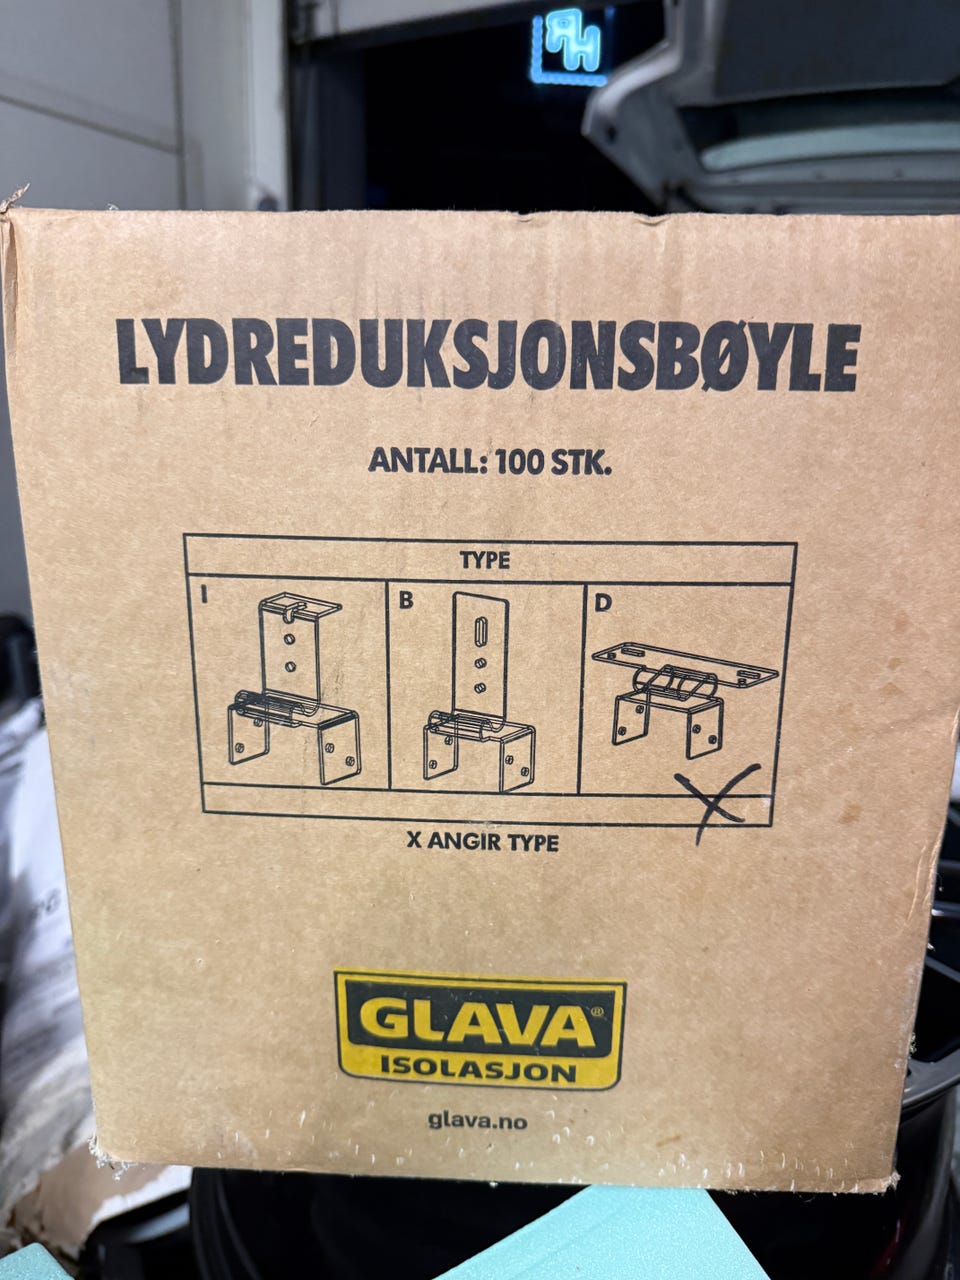 LYDREDUKSJONSBØYLE
ANTALL: 100 STK.
TYPE
I
B
D
X
X ANGIR TYPE
GLAVA®
ISOLASJON
glava.no